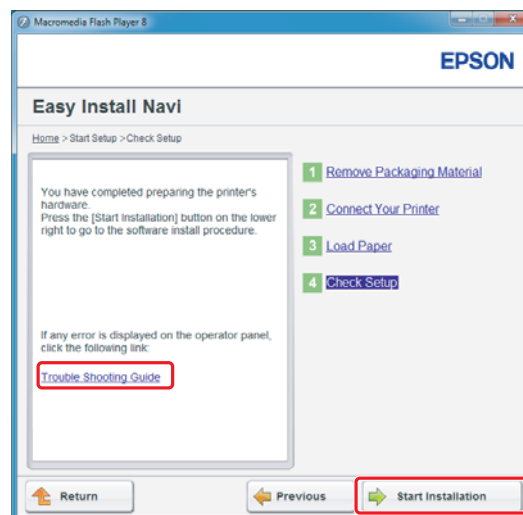 Macromedia Flash Player 8
EPSON
Easy Install Navi
Home > Start Setup >Check Setup
You have completed preparing the printer's
hardware.
Press the [Start Installation] button on the lower
right to go to the software install procedure.
If any error is displayed on the operator panel,
click the following link:
Trouble Shooting Guide
1 Remove Packaging Material
2 Connect Your Printer
3 Load Paper
4 Check Setup
Return
Previous
Start Installation